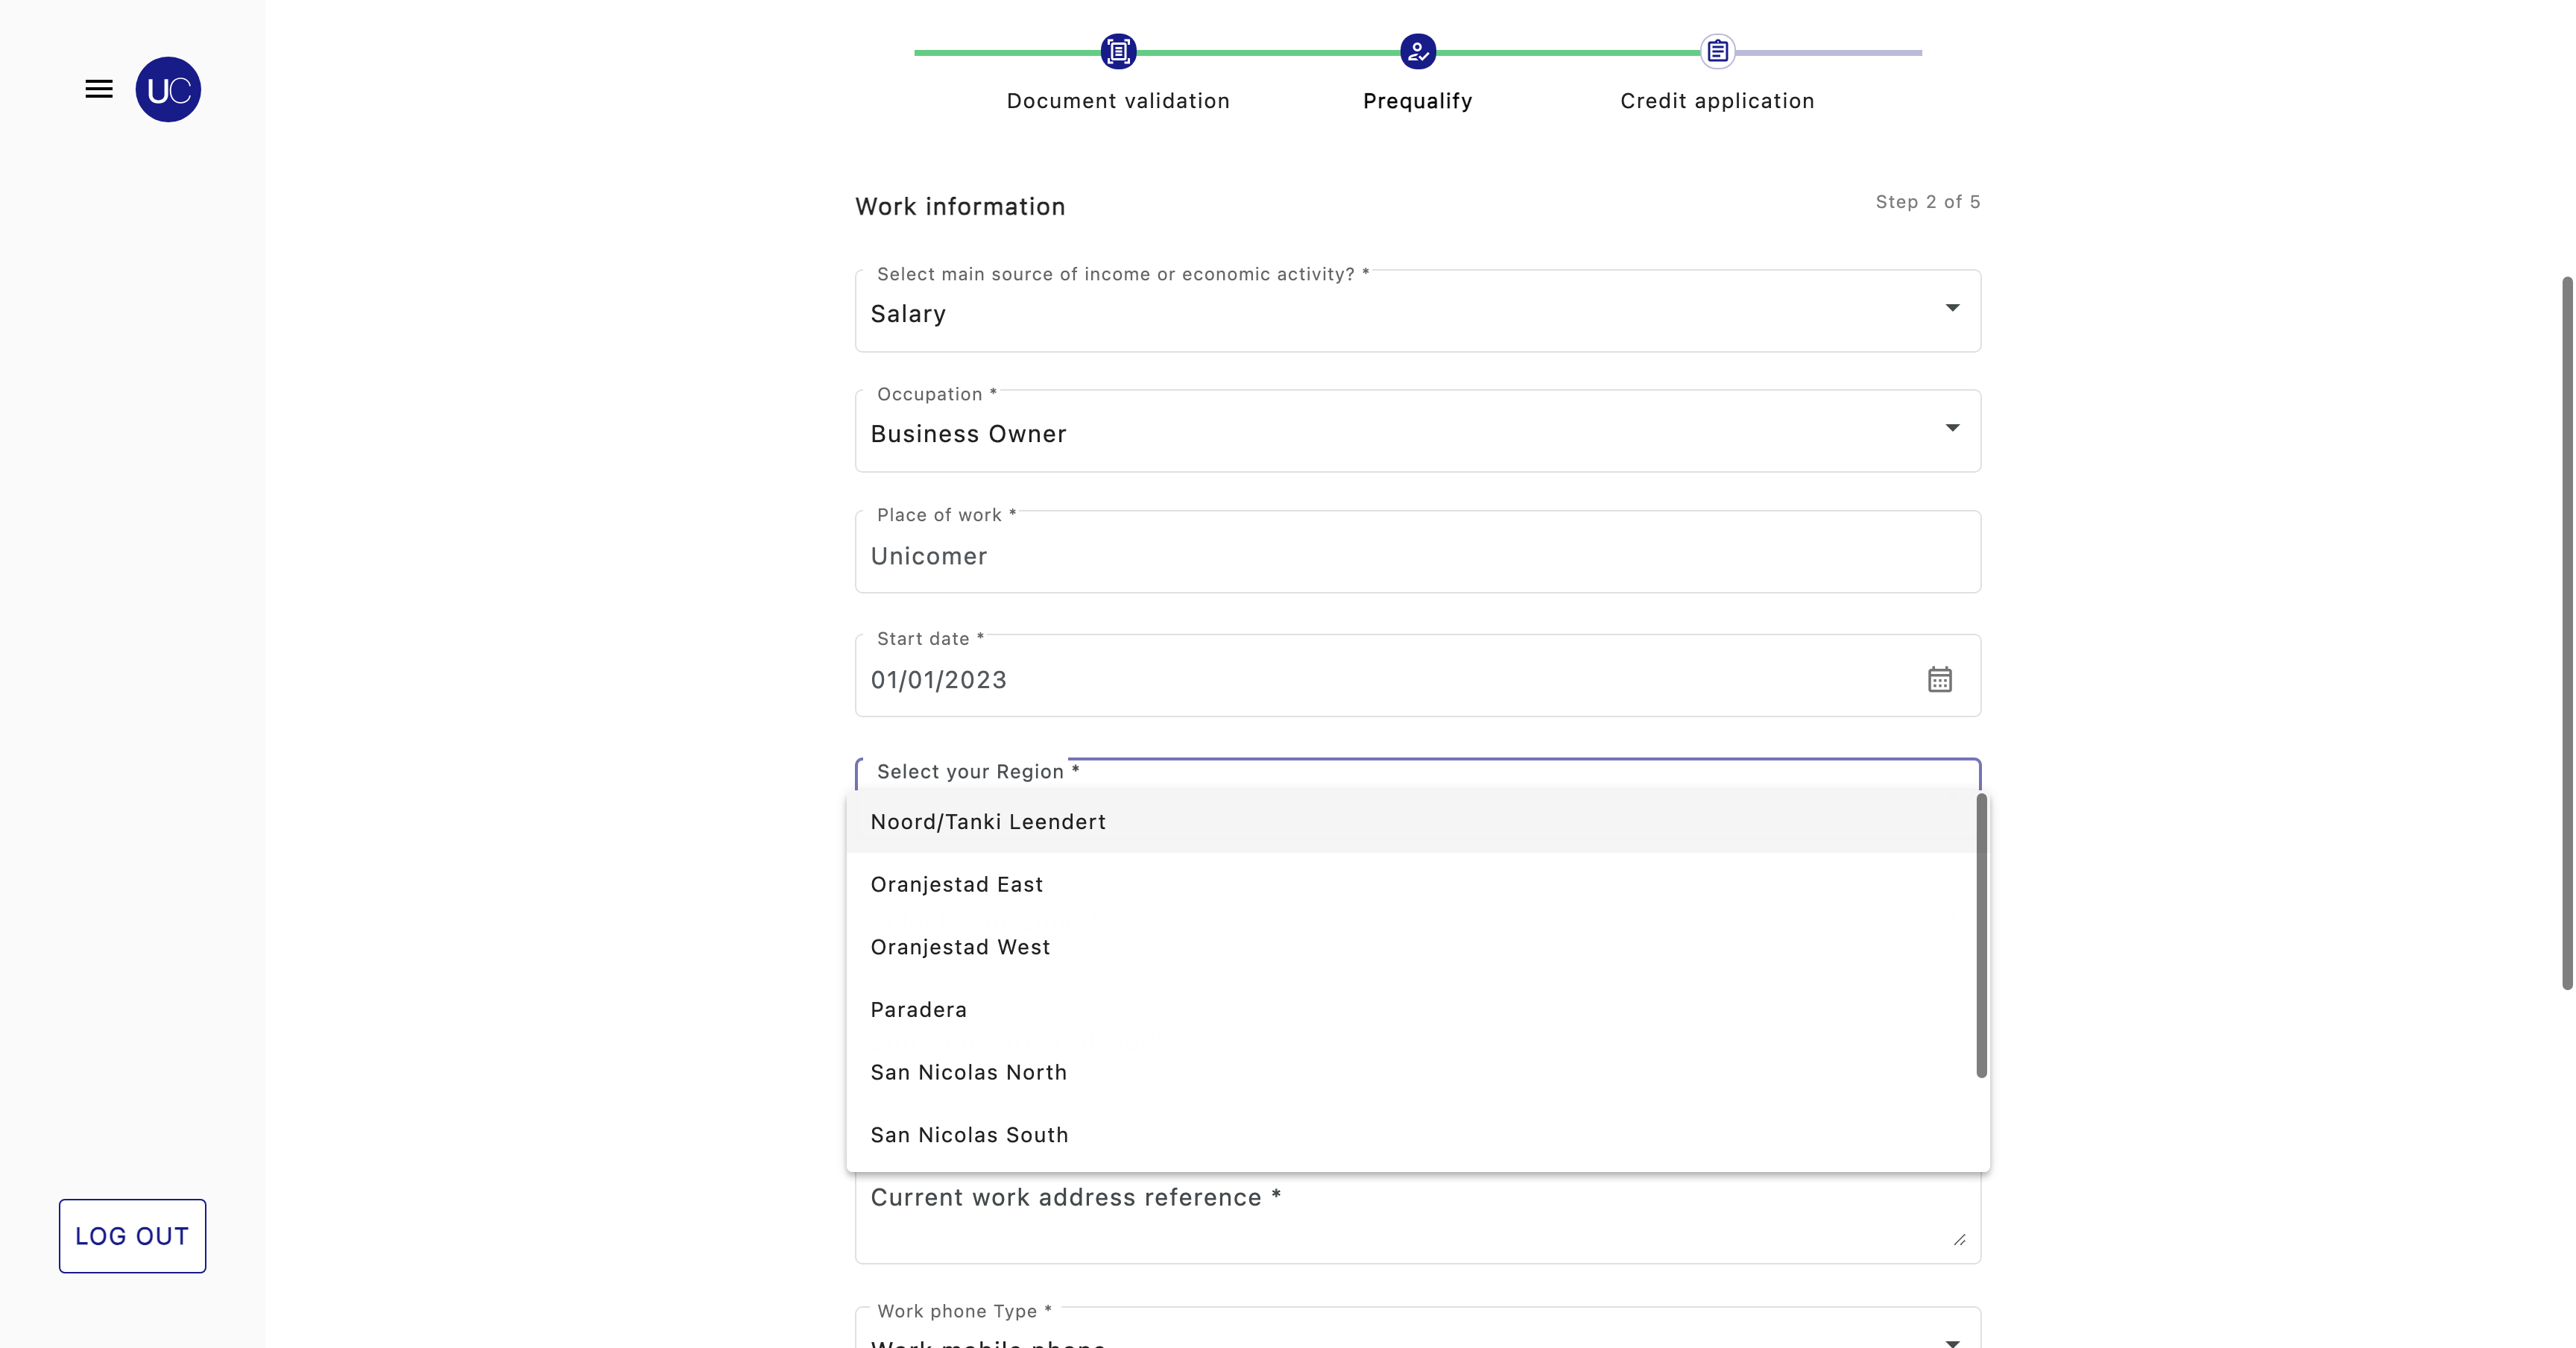 UC
Document validation
Prequalify
Credit application
Work information
Step 2 of 5
Select main source of income or economic activity? *
Salary
Occupation *
Business Owner
Place of work *
Unicomer
Start date *
01/01/2023
Select your Region *
Noord/Tanki Leendert
Oranjestad East
Oranjestad West
Paradera
San Nicolas North
San Nicolas South
Current work address reference *
LOG OUT
Work phone Type *
Work mobile phone